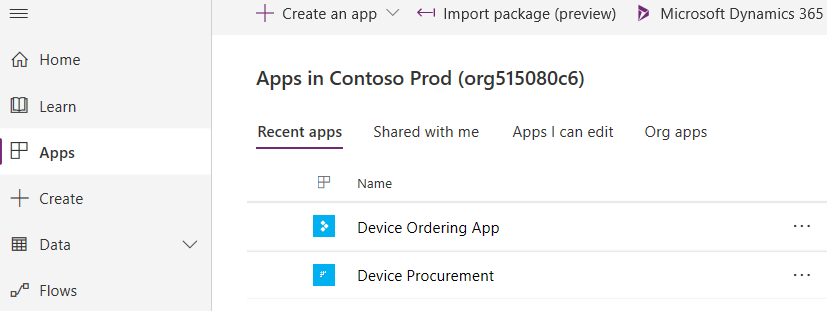 Create an app Import package (preview) Microsoft Dynamics 365
Home
Learn
Apps
Create
Data
Flows
Apps in Contoso Prod (org515080c6)
Recent apps Shared with me Apps I can edit Org apps
Name
Device Ordering App ...
Device Procurement ...